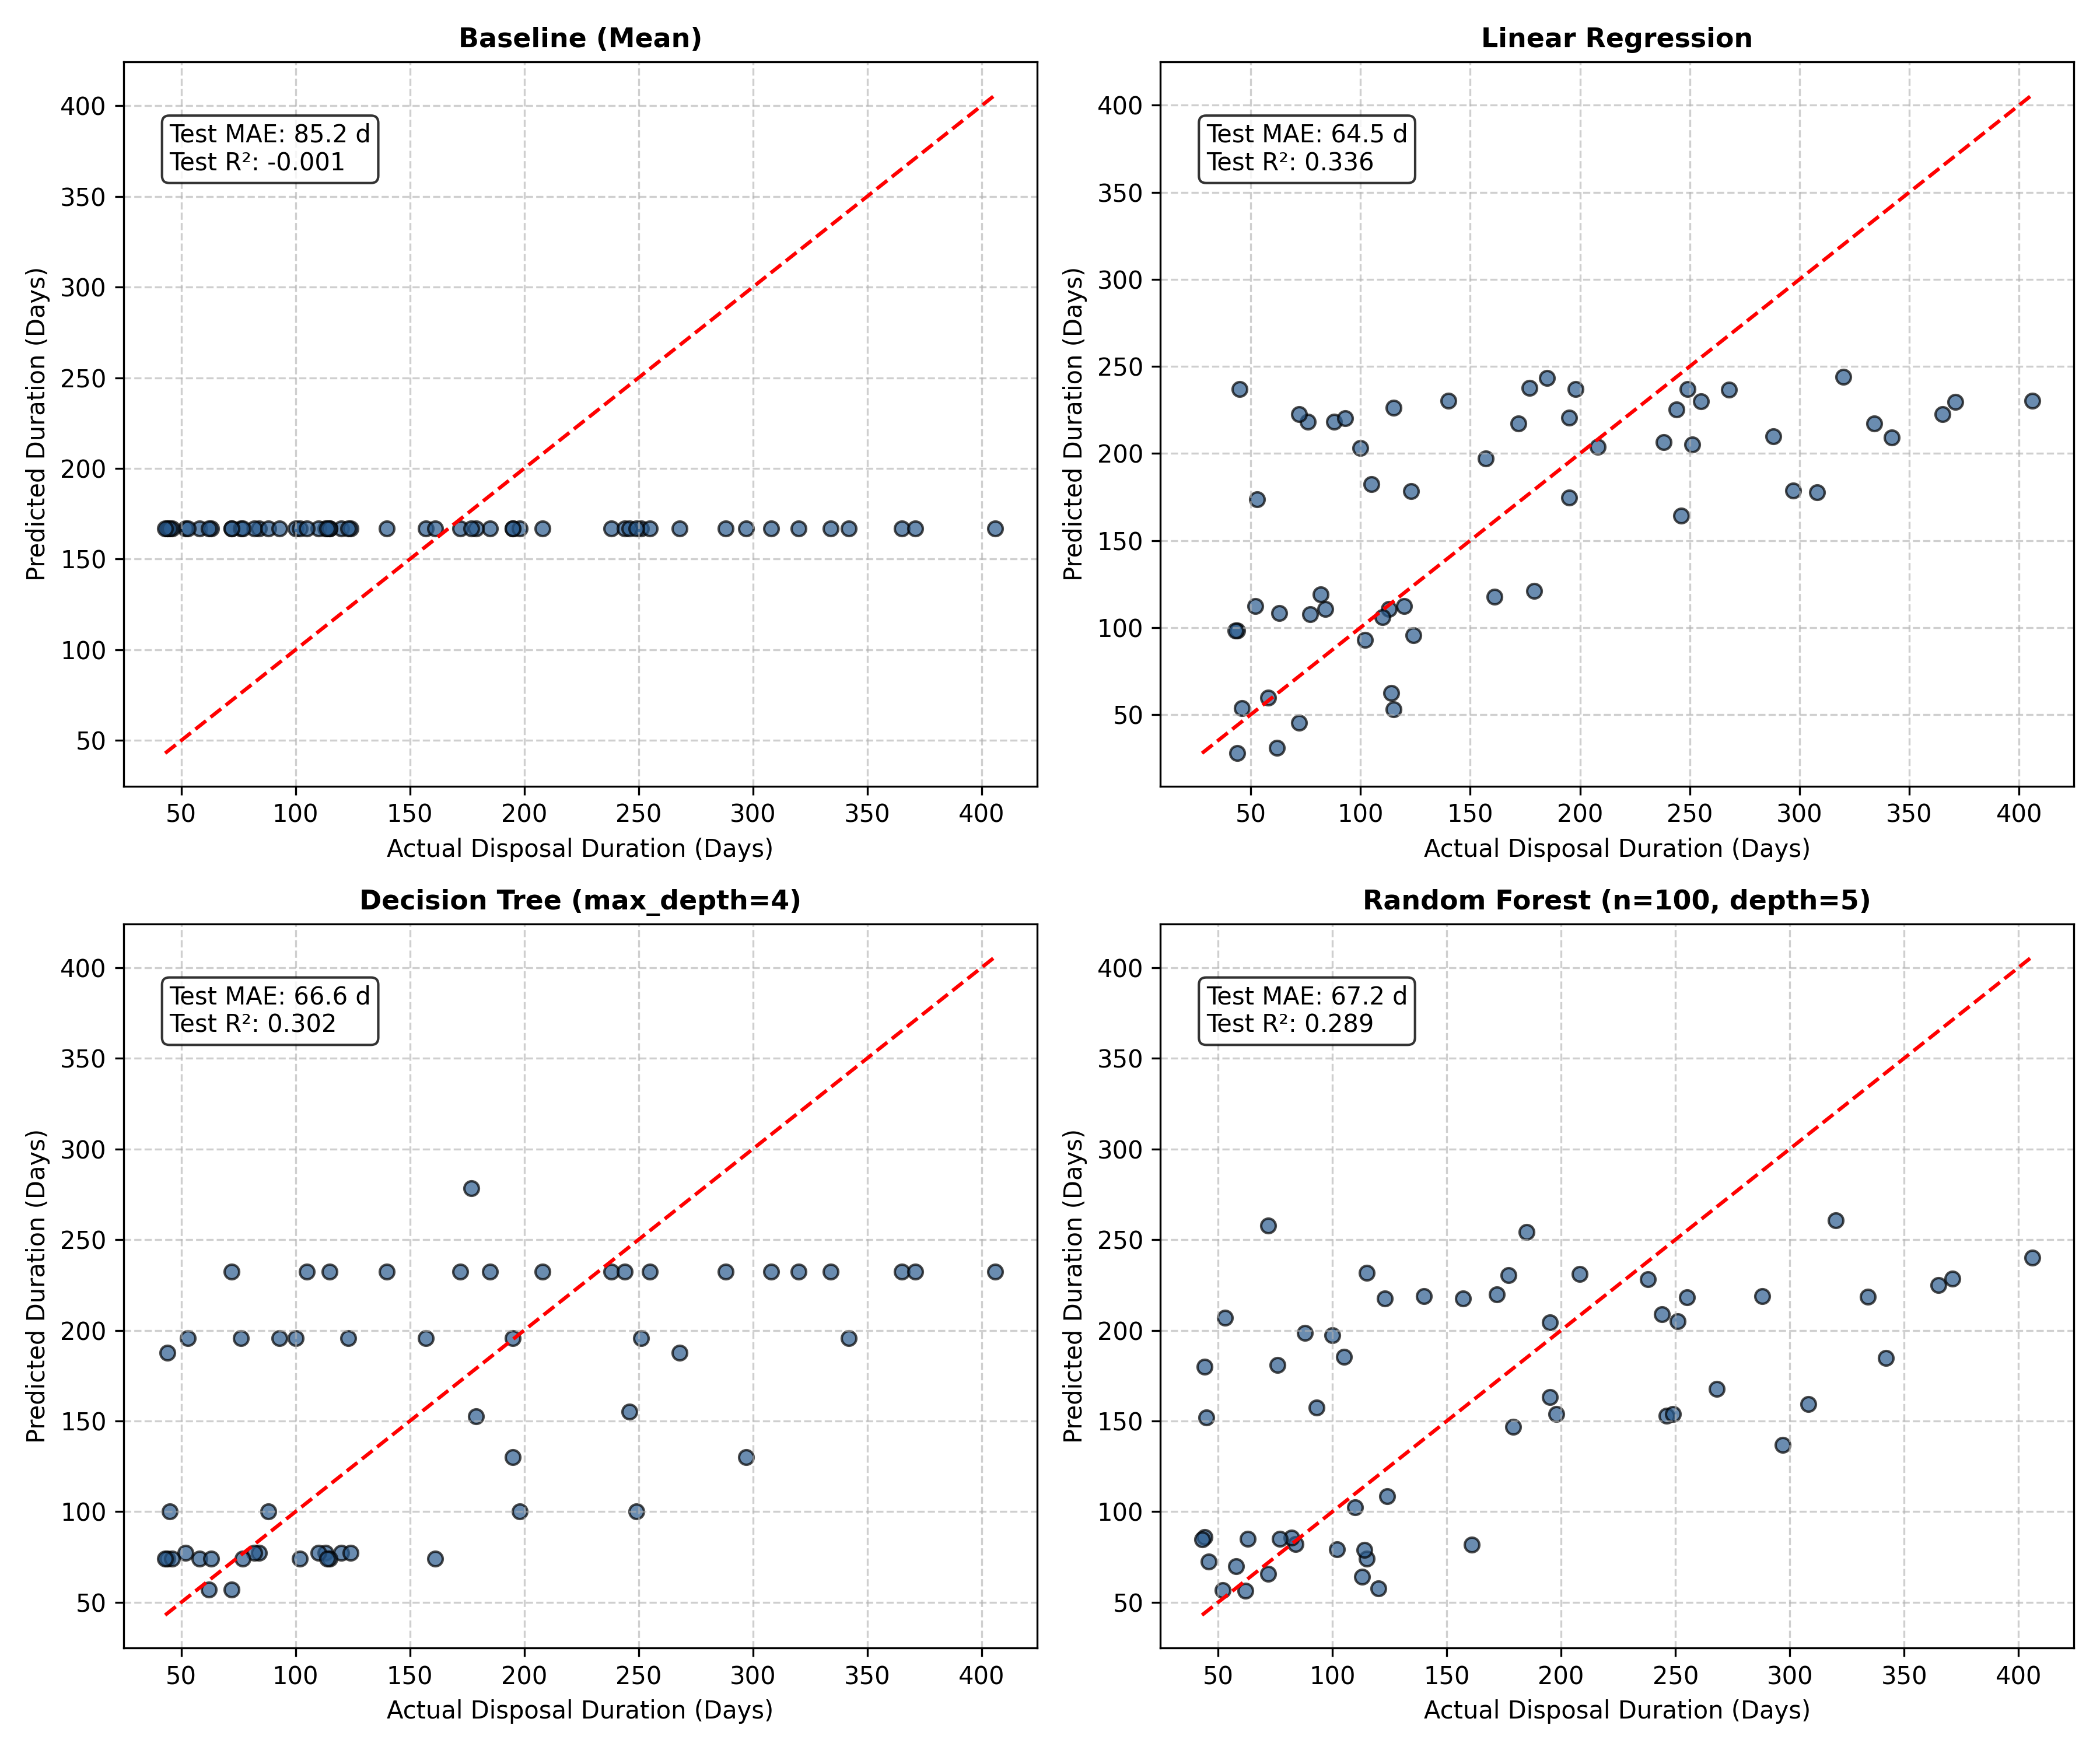 Baseline (Mean)
Test MAE: 85.2 d
Test R²: -0.001
Predicted Duration (Days)
400
350
300
250
200
150
100
50
50 100 150 200 250 300 350 400
Actual Disposal Duration (Days)
Linear Regression
Test MAE: 64.5 d
Test R²: 0.336
Predicted Duration (Days)
400
350
300
250
200
150
100
50
50 100 150 200 250 300 350 400
Actual Disposal Duration (Days)
Decision Tree (max_depth=4)
Test MAE: 66.6 d
Test R²: 0.302
Predicted Duration (Days)
400
350
300
250
200
150
100
50
50 100 150 200 250 300 350 400
Actual Disposal Duration (Days)
Random Forest (n=100, depth=5)
Test MAE: 67.2 d
Test R²: 0.289
Predicted Duration (Days)
400
350
300
250
200
150
100
50
50 100 150 200 250 300 350 400
Actual Disposal Duration (Days)